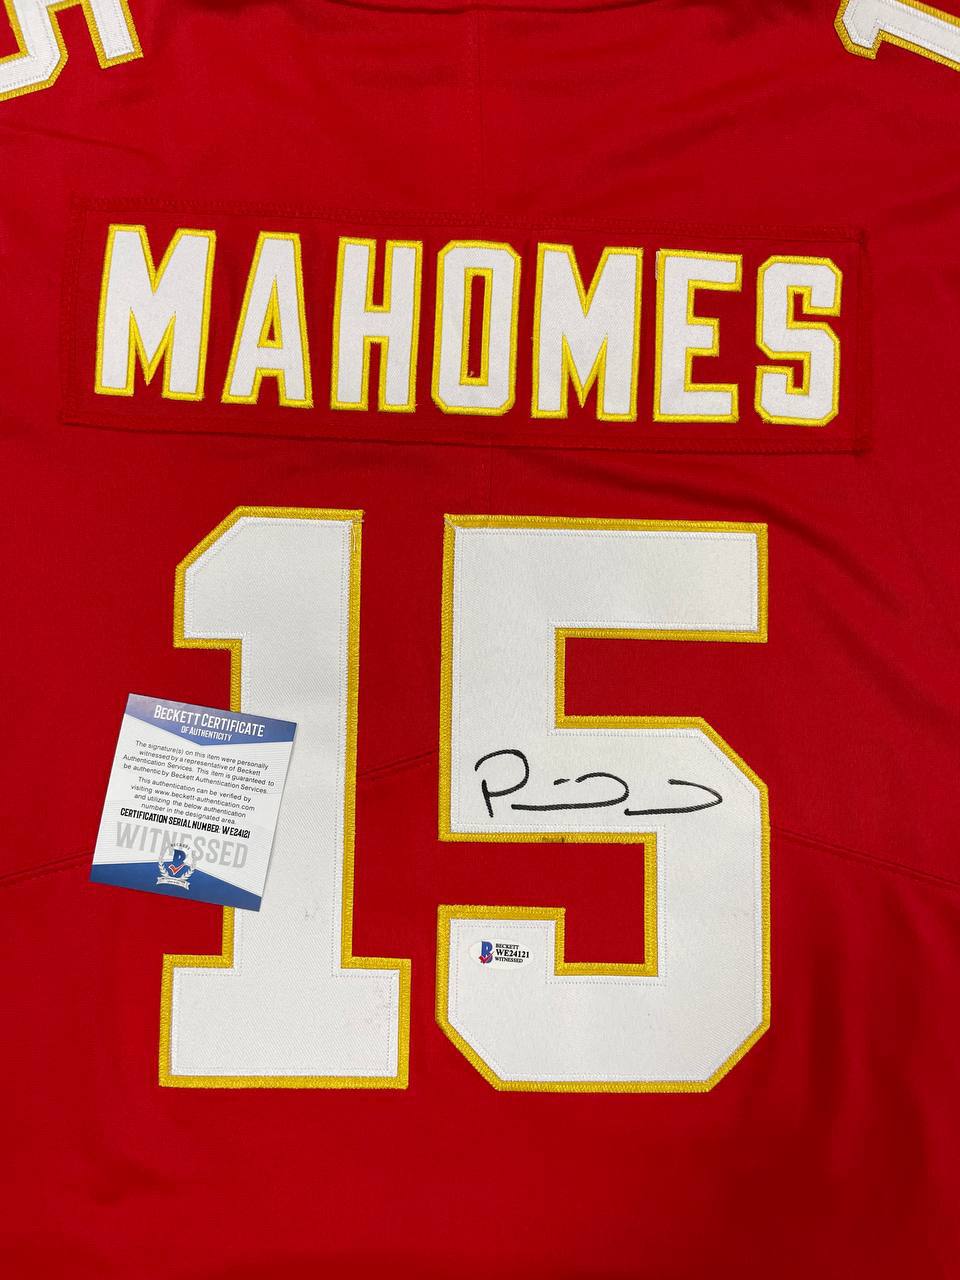 MAHOMES
15
BECKETT CERTIFICATE
OF AUTHENTICITY
The signature(s) on this item were personally
witnessed by a representative of Beckett
Authentication Services. This item is guaranteed to
be authentic by Beckett Authentication Services.
This authentication can be verified by
visiting www.beckett-authentication.com
and utilizing the below authentication
number in the designated area.
CERTIFICATION SERIAL NUMBER: WE24121
WITNESSED
BECKETT
WE24121
WITNESSED